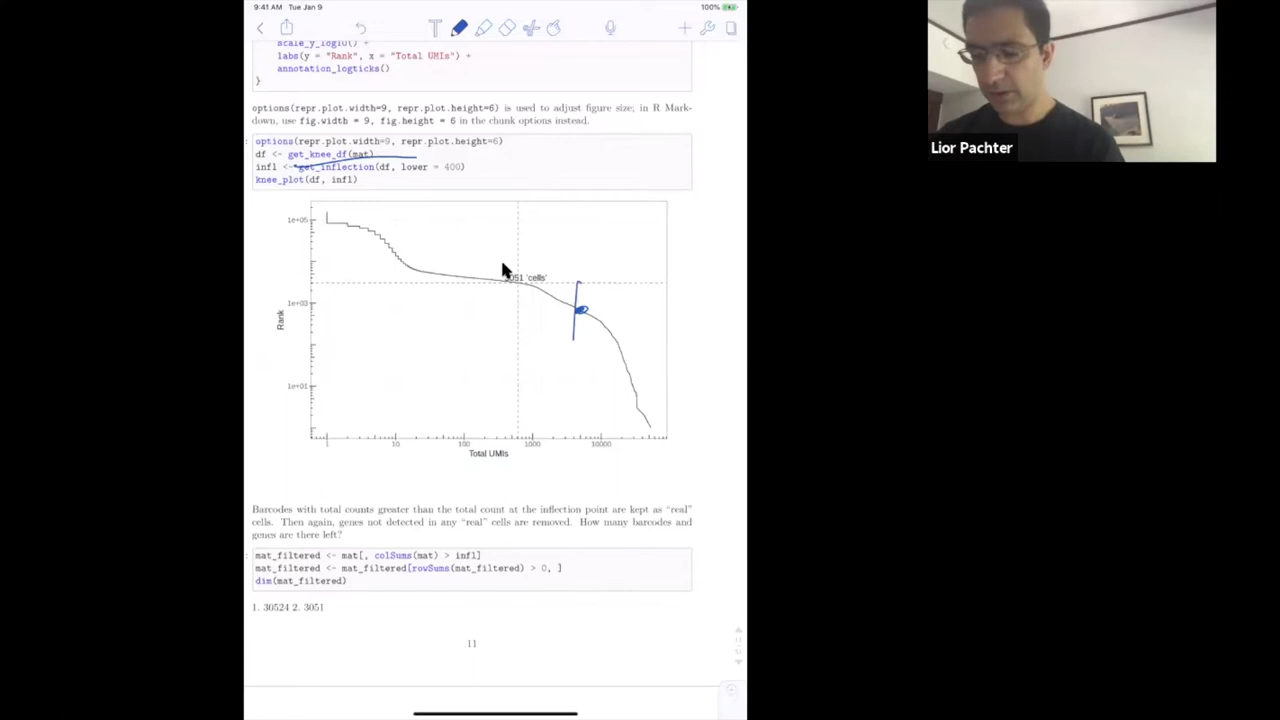 9:41 AM Tue Jan 9
100%
scale_y_log10() +
labs(y = "Rank", x = "Total UMIs") +
annotation_logticks()
}
options(repr.plot.width=9, repr.plot.height=6) is used to adjust figure size; in R Mark-
down, use fig.width = 9, fig.height = 6 in the chunk options instead.
options(repr.plot.width=9, repr.plot.height=6)
df <- get_knee_df(mat)
infl <- get_inflection(df, lower = 400)
knee_plot(df, infl)
1e+05
3051 'cells'
1e+03
Rank
1e+01
1 10 100 1000 10000
Total UMIs
Barcodes with total counts greater than the total count at the inflection point are kept as "real"
cells. Then again, genes not detected in any "real" cells are removed. How many barcodes and
genes are there left?
mat_filtered <- mat[, colSums(mat) > infl]
mat_filtered <- mat_filtered[rowSums(mat_filtered) > 0, ]
dim(mat_filtered)
1. 30524 2. 3051
11
Lior Pachter